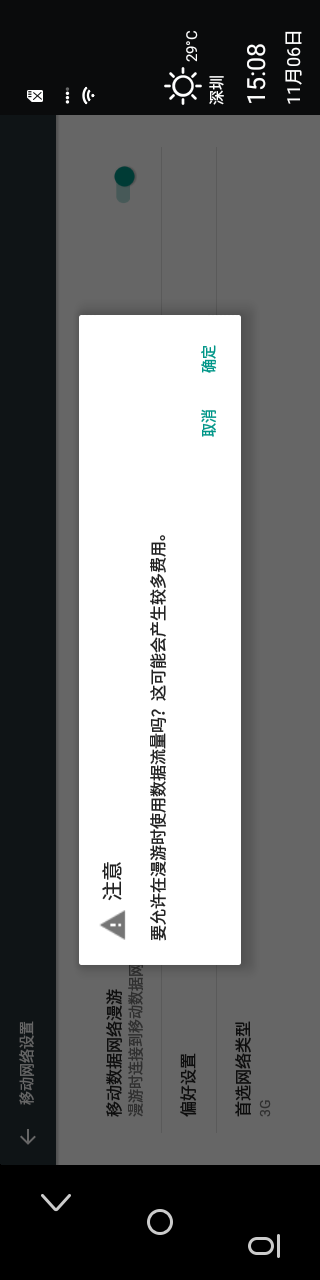 移动网络设置
移动数据网络漫游
漫游时连接到移动数据网
偏好设置
首选网络类型
3G
注意
要允许在漫游时使用数据流量吗？这可能会产生较多费用。
取消
确定
29°C
深圳
15:08
11月06日